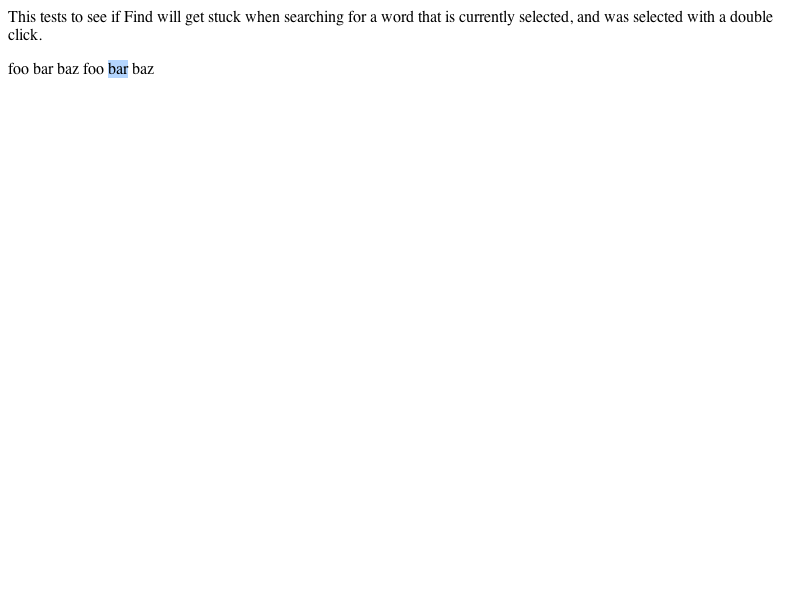 This tests to see if Find will get stuck when searching for a word that is currently selected, and was selected with a double
click.
foo bar baz foo bar baz